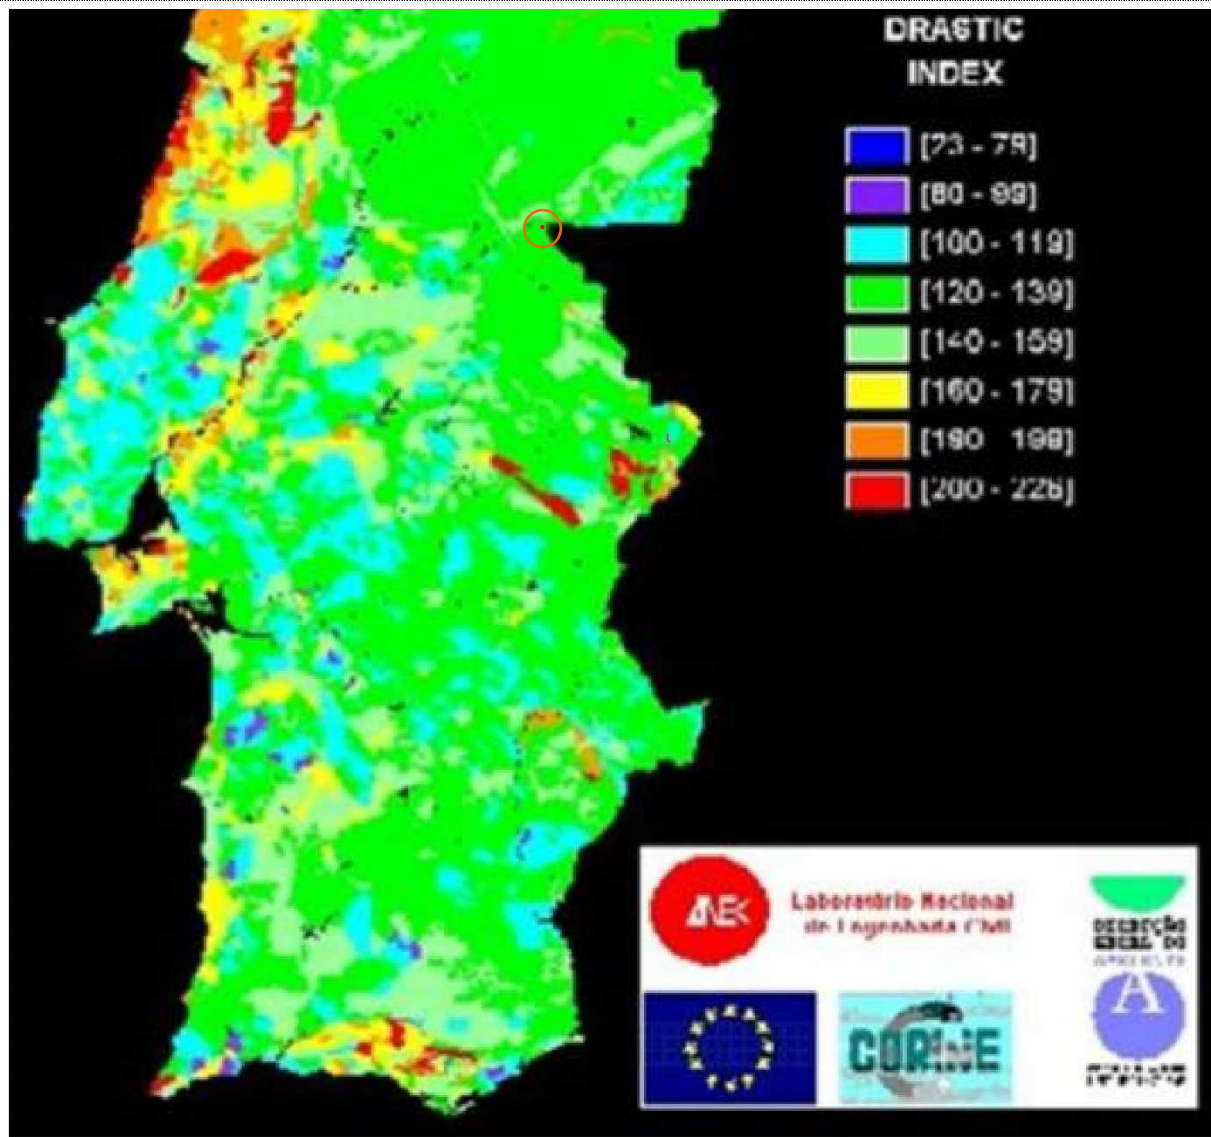 DRASTIC
INDEX
[23 - 79]
[80 - 99]
[100 - 119]
[120 - 139]
[140 - 159]
[160 - 179]
[180 199]
[200 - 226]
LNEC
Laboratório Nacional
de Engenharia Civil
CORINE
A